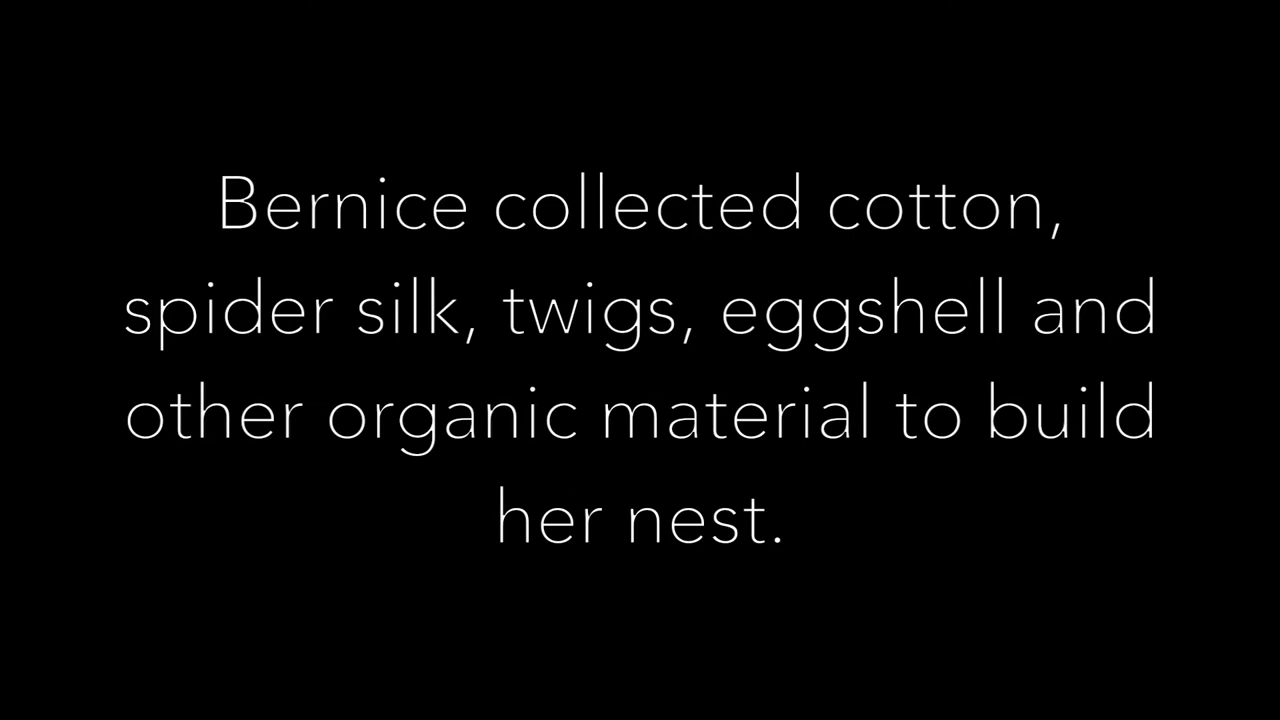 Bernice collected cotton,
spider silk, twigs, eggshell and
other organic material to build
her nest.